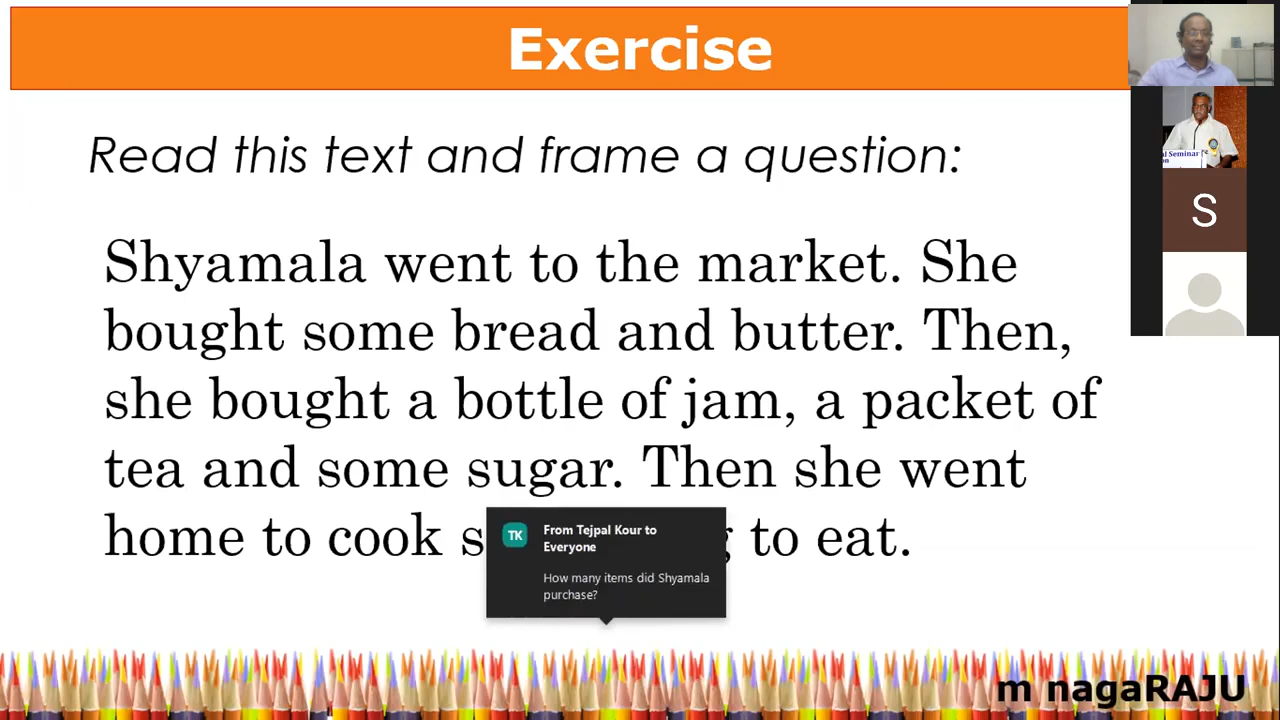 Exercise
Read this text and frame a question:
Shyamala went to the market. She
bought some bread and butter. Then,
she bought a bottle of jam, a packet of
tea and some sugar. Then she went
home to cook s g to eat.
TK
From Tejpal Kour to
Everyone
How many items did Shyamala
purchase?
S
al Seminar
m nagaRAJU